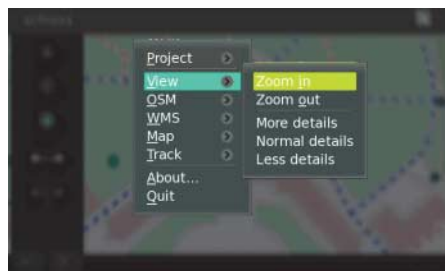 Project
View
OSM
WMS
Map
Track
About...
Quit
Zoom in
Zoom out
More details
Normal details
Less details